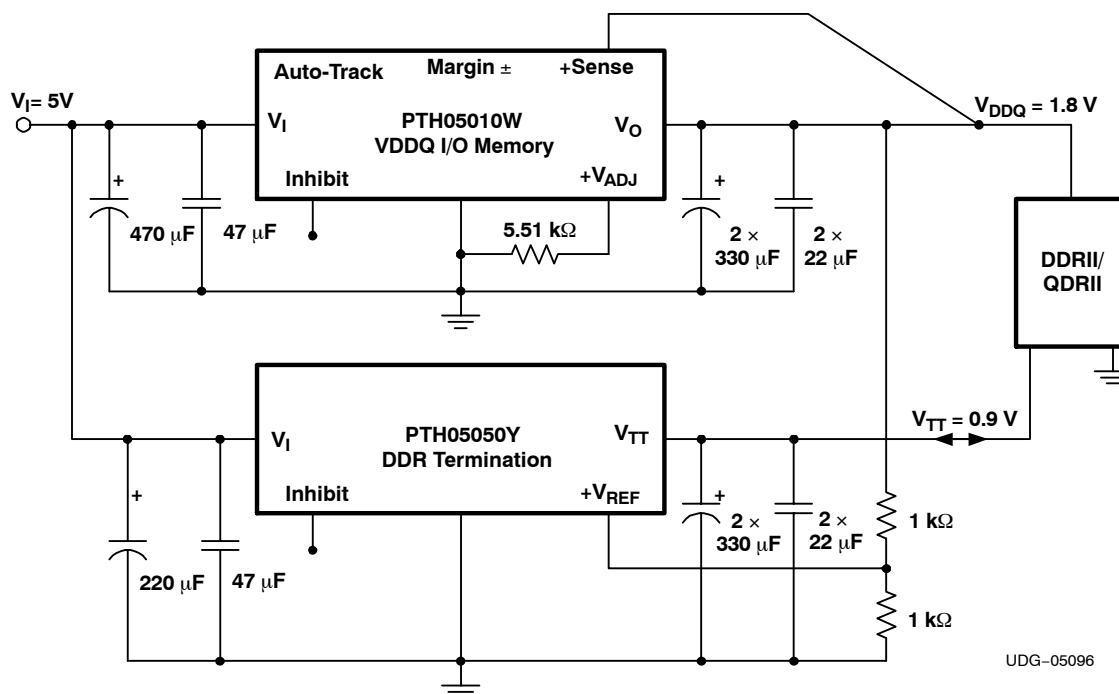 Auto-Track Margin ± +Sense
V_I = 5V
V_I
PTH05010W
VDDQ I/O Memory
V_O
V_DDQ = 1.8 V
Inhibit
+V_ADJ
+
470 μF
47 μF
5.51 kΩ
+
2 ×
330 μF
2 ×
22 μF
DDRII/
QDRII
V_I
PTH05050Y
DDR Termination
V_TT
V_TT = 0.9 V
Inhibit
+V_REF
+
220 μF
47 μF
+
2 ×
330 μF
2 ×
22 μF
1 kΩ
1 kΩ
UDG−05096